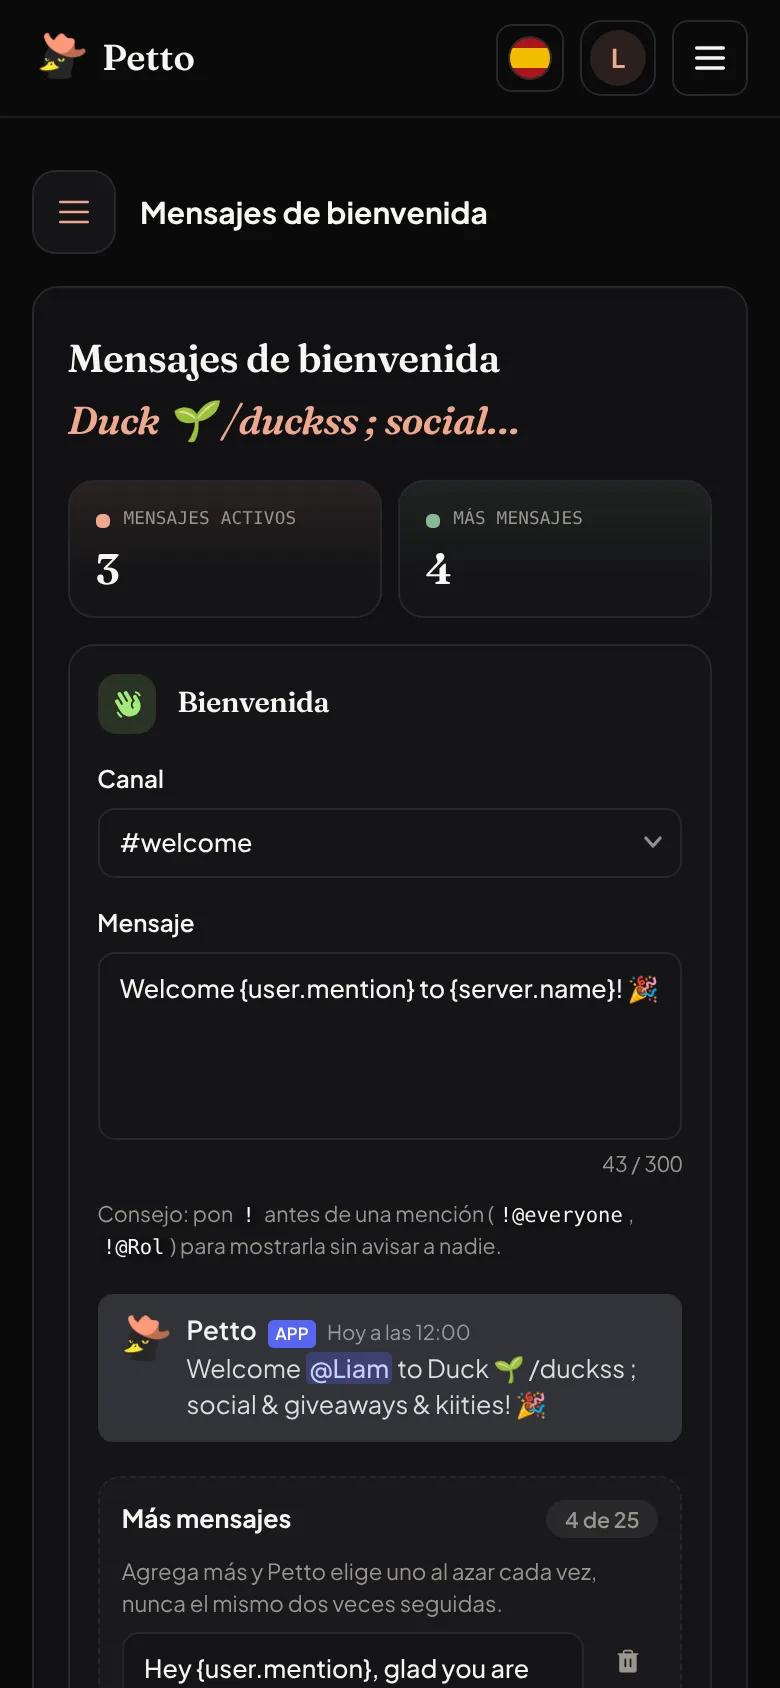 Petto
L
Mensajes de bienvenida
Mensajes de bienvenida
Duck 🌱/duckss ; social...
MENSAJES ACTIVOS
3
MÁS MENSAJES
4
Bienvenida
Canal
#welcome
Mensaje
Welcome {user.mention} to {server.name}! 🎉
43 / 300
Consejo: pon ! antes de una mención ( !@everyone ,
!@Rol ) para mostrarla sin avisar a nadie.
Petto APP Hoy a las 12:00
Welcome @Liam to Duck 🌱 /duckss ;
social & giveaways & kiities! 🎉
Más mensajes
4 de 25
Agrega más y Petto elige uno al azar cada vez,
nunca el mismo dos veces seguidas.
Hey {user.mention}, glad you are